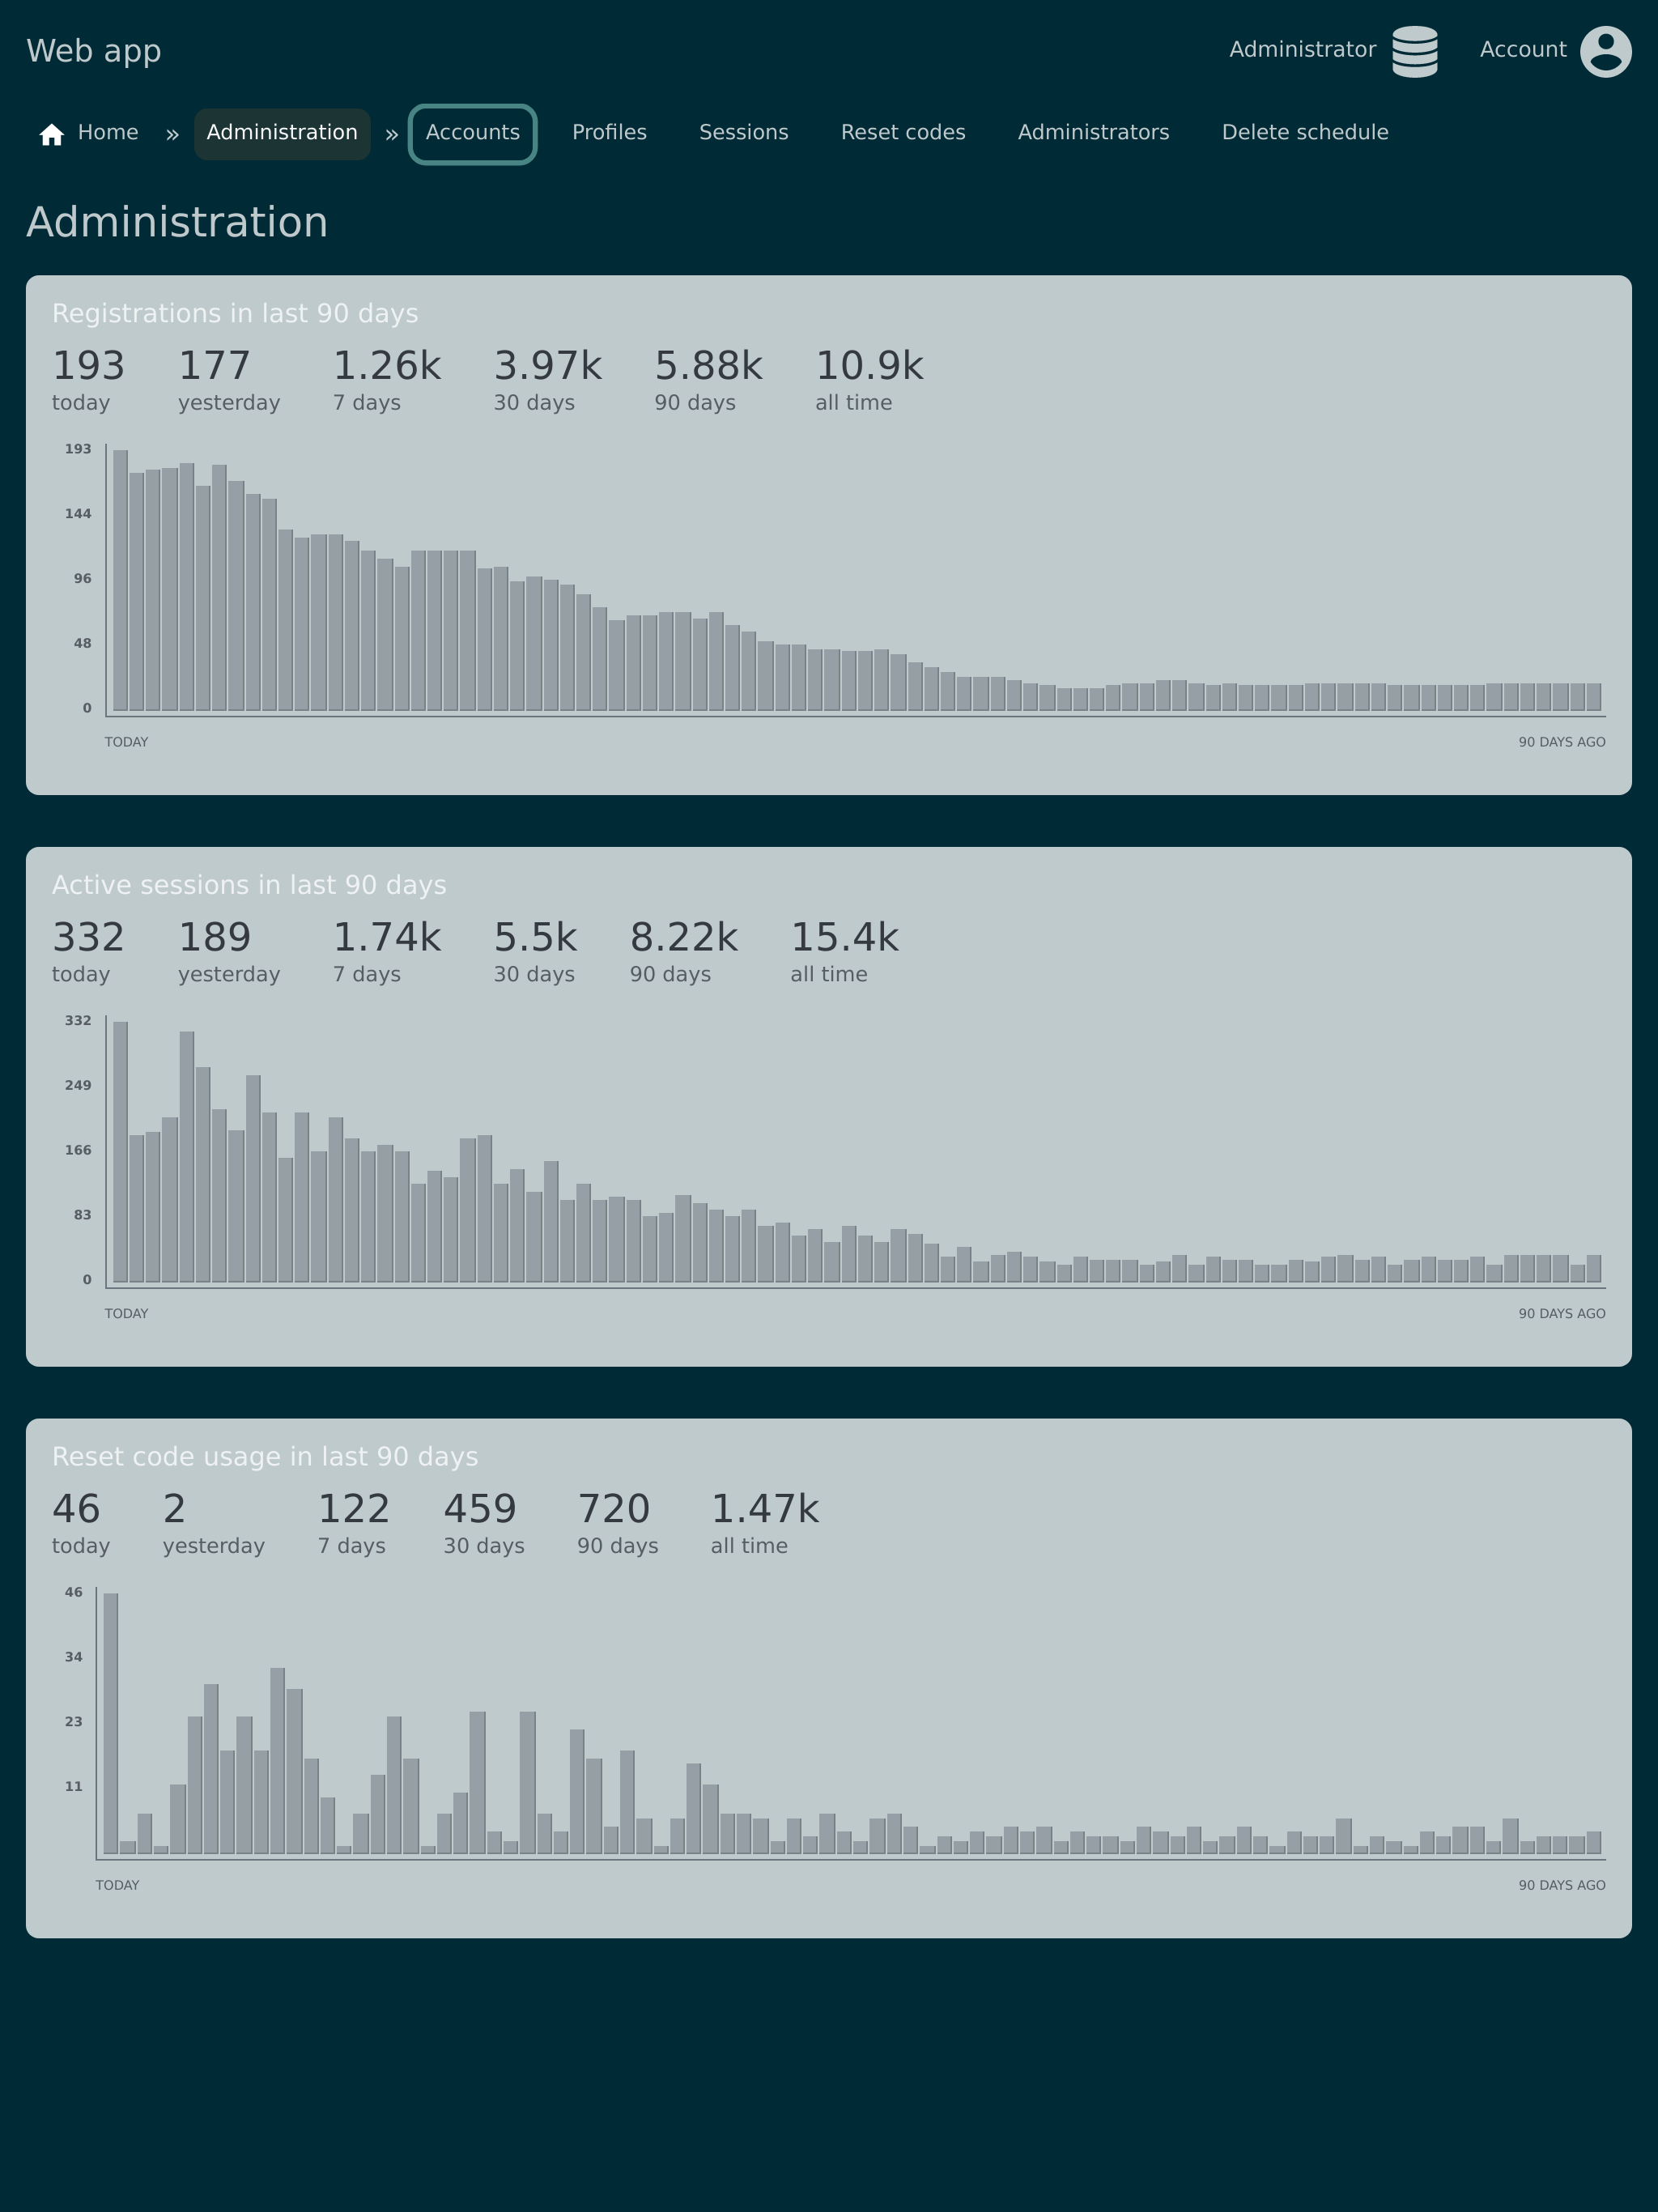 Web app
Administrator
Account
Home » Administration » Accounts Profiles Sessions Reset codes Administrators Delete schedule
Administration
Registrations in last 90 days
193 177 1.26k 3.97k 5.88k 10.9k
today yesterday 7 days 30 days 90 days all time
193
144
96
48
0
TODAY 90 DAYS AGO
Active sessions in last 90 days
332 189 1.74k 5.5k 8.22k 15.4k
today yesterday 7 days 30 days 90 days all time
332
249
166
83
0
TODAY 90 DAYS AGO
Reset code usage in last 90 days
46 2 122 459 720 1.47k
today yesterday 7 days 30 days 90 days all time
46
34
23
11
TODAY 90 DAYS AGO